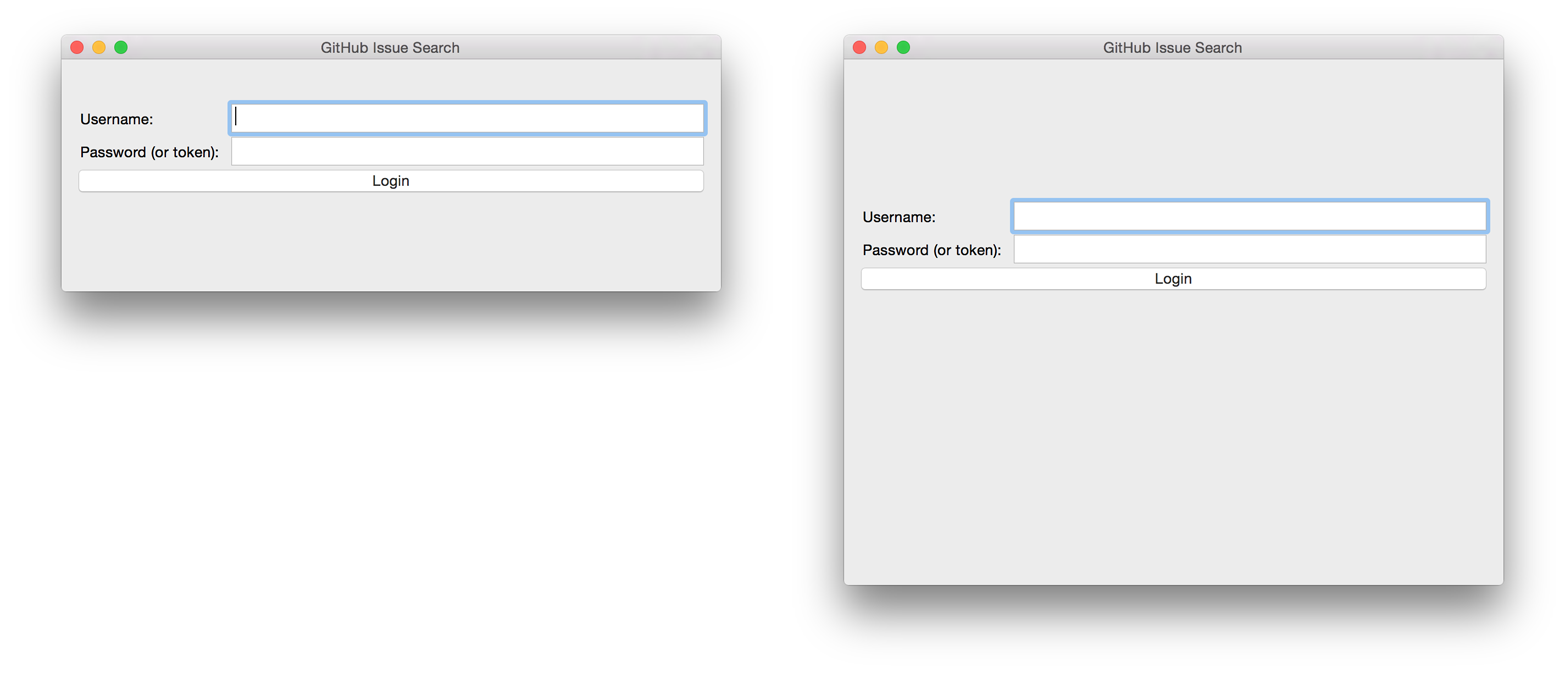 GitHub Issue Search
Username:
Password (or token):
Login
GitHub Issue Search
Username:
Password (or token):
Login